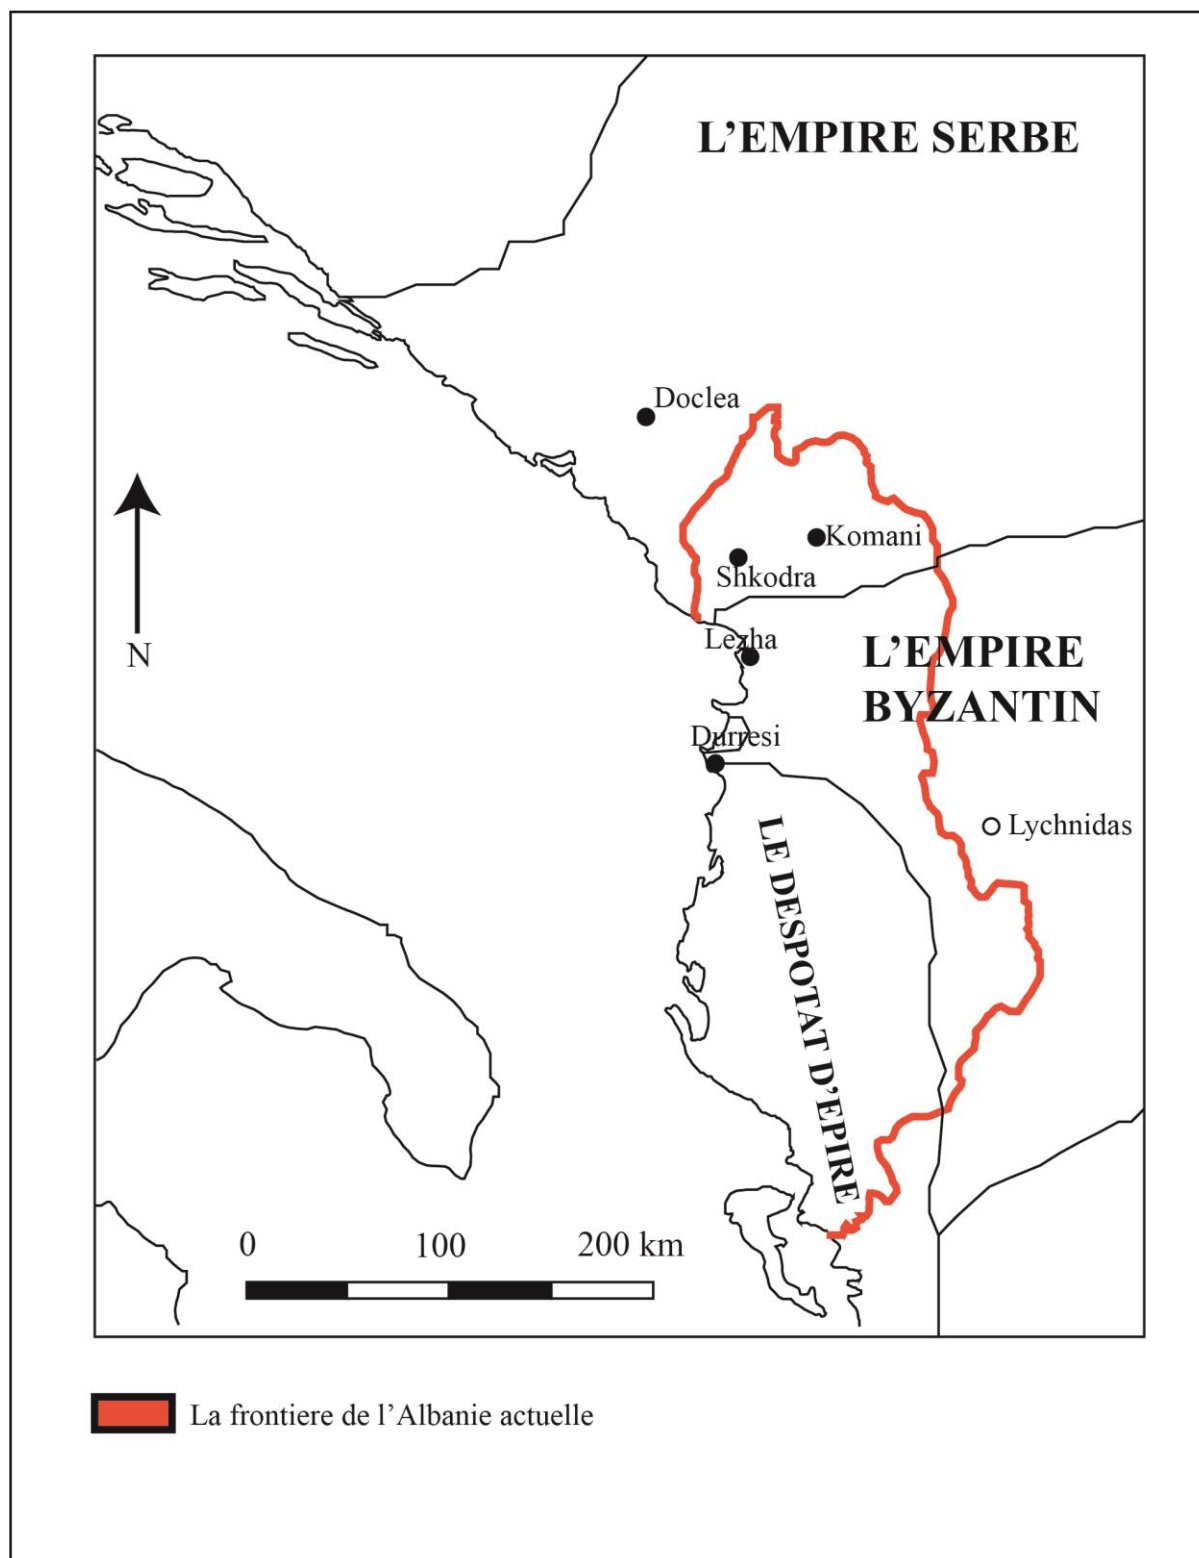 L’EMPIRE SERBE
Doclea
Komani
Shkodra
Lezha
L’EMPIRE
BYZANTIN
Durresi
Lychnidas
LE DESPOTAT D’EPIRE
N
0 100 200 km
La frontiere de l’Albanie actuelle